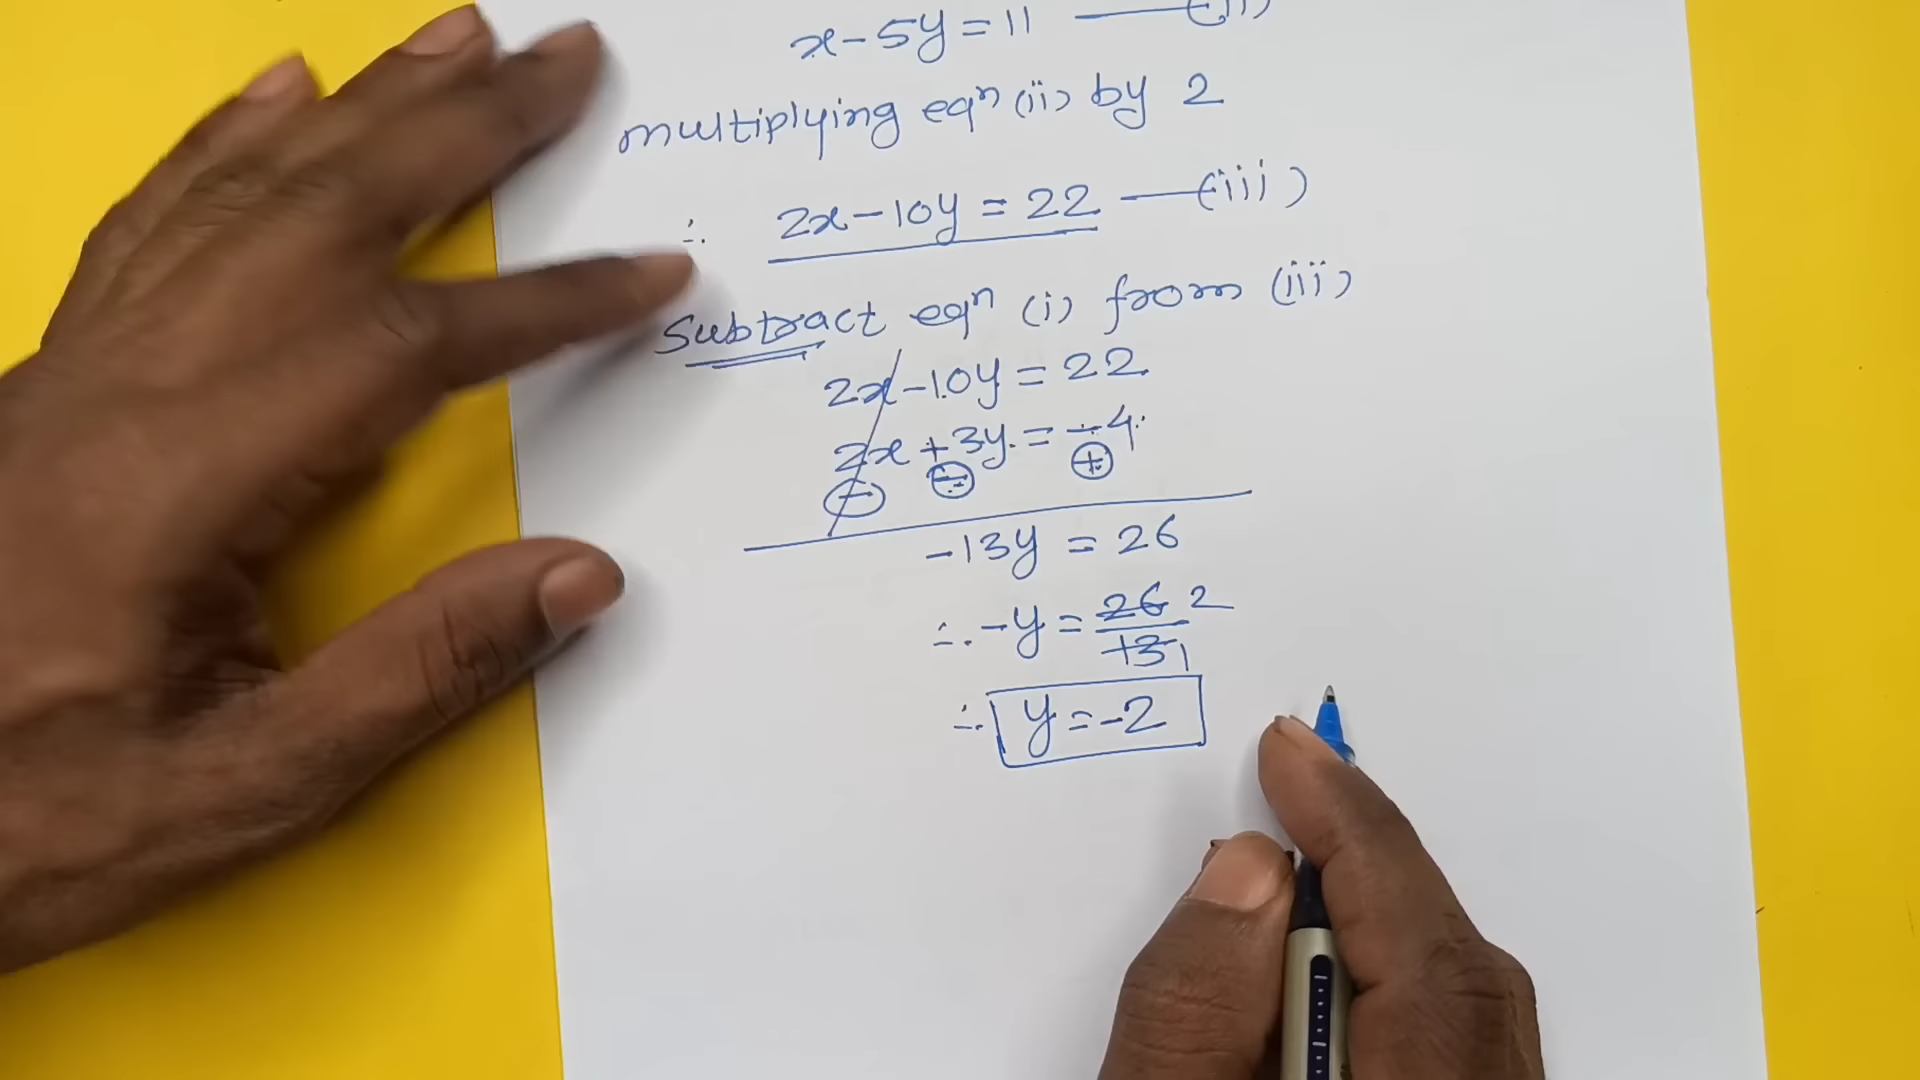 x-5y=11 —(ii)
multiplying eqⁿ (ii) by 2
∴ 2x-10y=22 —(iii)
Subtract eqⁿ (i) from (iii)
2x-10y=22
2x+3y=-4
(-) (-) (+)
-13y=26
∴-y=26/13 2/1
∴ y=-2